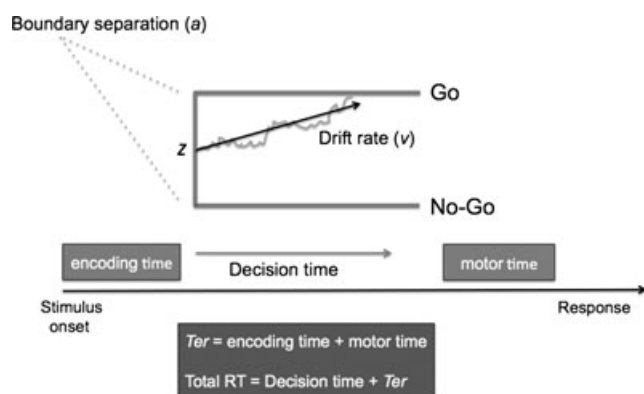 Boundary separation (a)
Go
z
Drift rate (v)
No-Go
encoding time
Decision time
motor time
Stimulus
onset
Response
Ter = encoding time + motor time
Total RT = Decision time + Ter